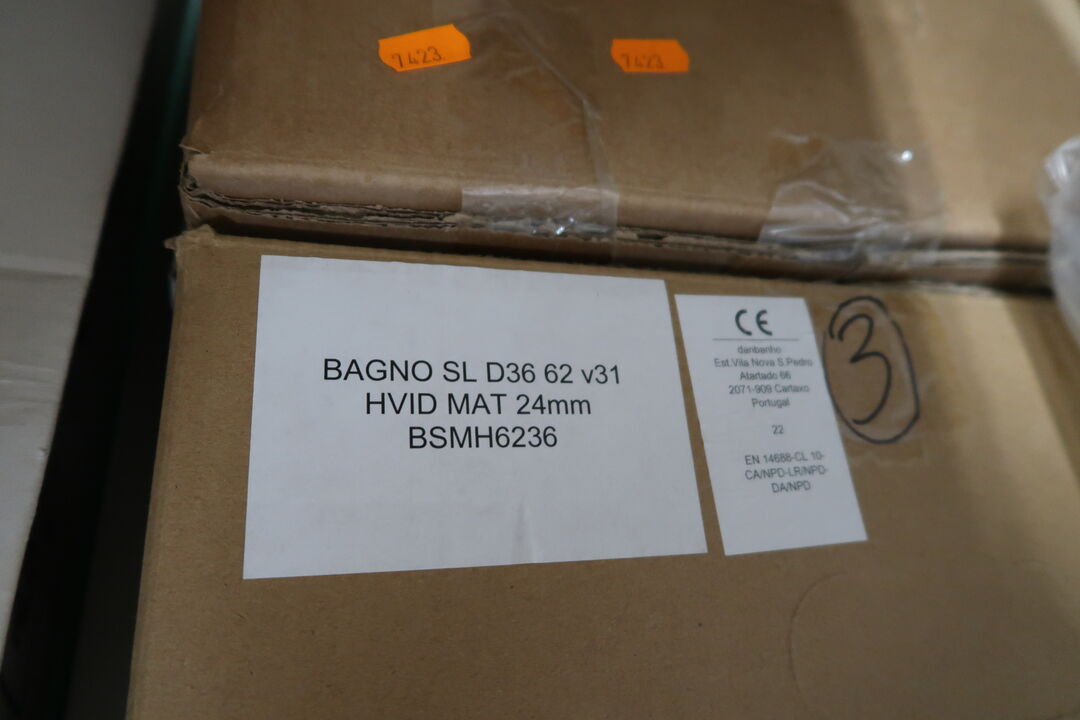 7423
7423
BAGNO SL D36 62 v31
HVID MAT 24mm
BSMH6236
CE
danbanho
Est.Vila Nova S.Pedro
Atartado 66
2071-909 Cartaxo
Portugal
22
EN 14688-CL 10-
CA/NPD-LR/NPD-
DA/NPD
3